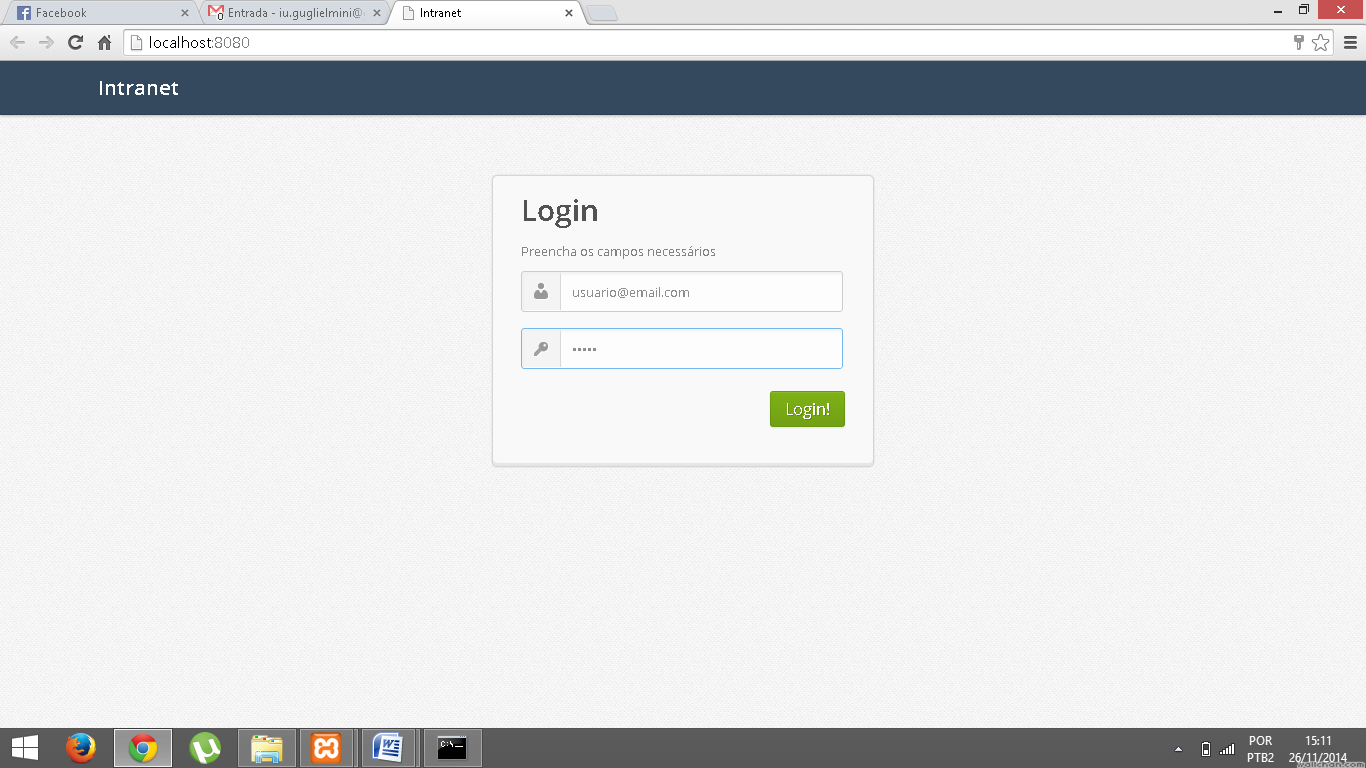 Facebook
Entrada - iu.guglielmini@
Intranet
localhost:8080
Intranet
Login
Preencha os campos necessários
usuario@email.com
•••••
Login!
C:\_
POR
15:11
PTB2
26/11/2014